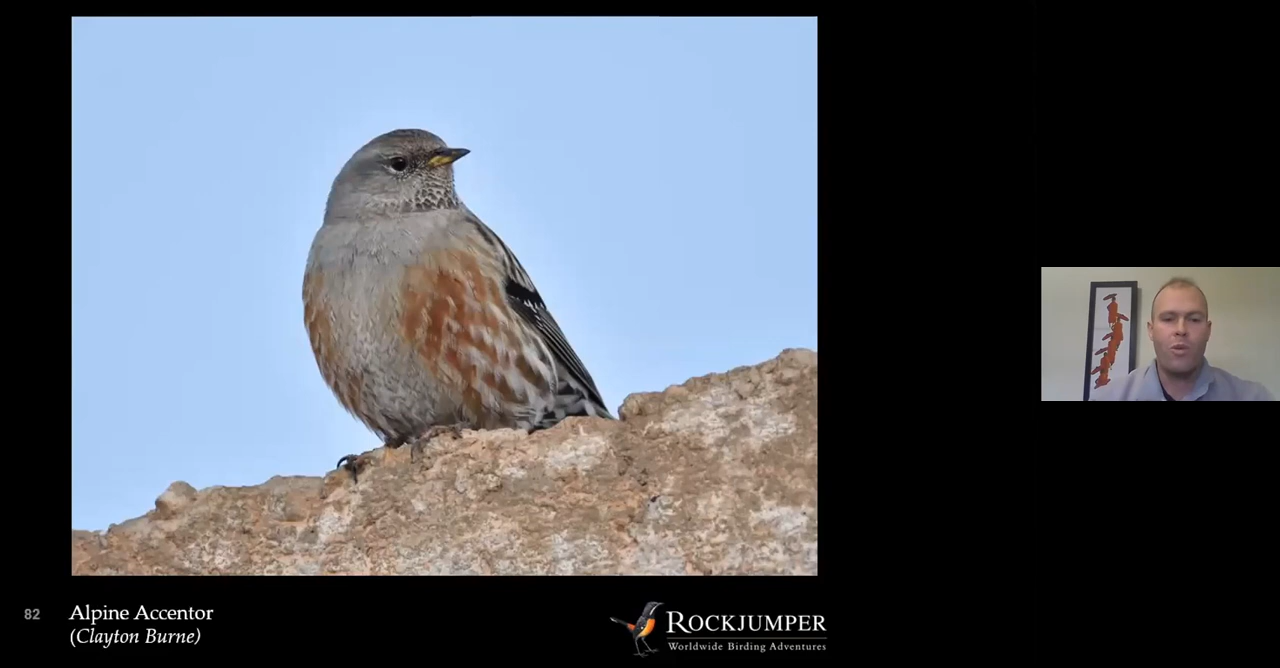 82
Alpine Accentor
(Clayton Burne)
ROCKJUMPER
Worldwide Birding Adventures